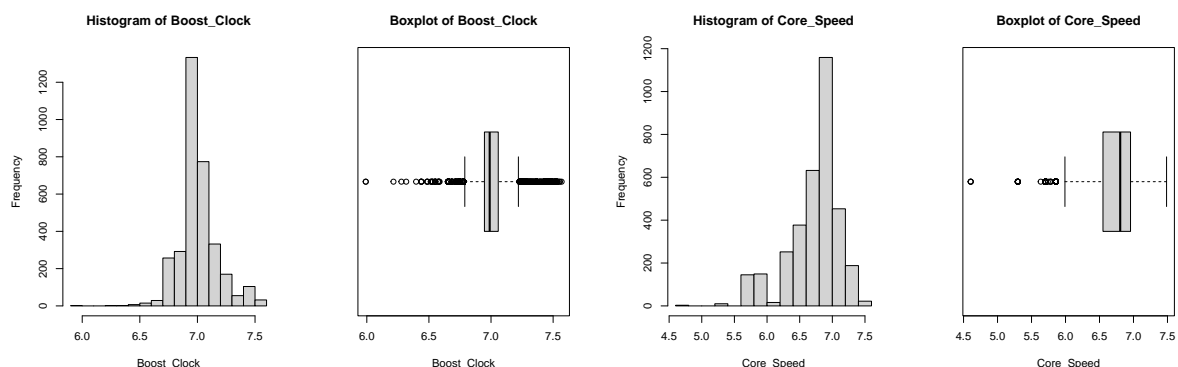 Histogram of Boost_Clock
Frequency
0 200 400 600 800 1000 1200
6.0 6.5 7.0 7.5
Boost_Clock
Boxplot of Boost_Clock
6.0 6.5 7.0 7.5
Boost_Clock
Histogram of Core_Speed
Frequency
0 200 400 600 800 1000 1200
4.5 5.0 5.5 6.0 6.5 7.0 7.5
Core_Speed
Boxplot of Core_Speed
4.5 5.0 5.5 6.0 6.5 7.0 7.5
Core_Speed